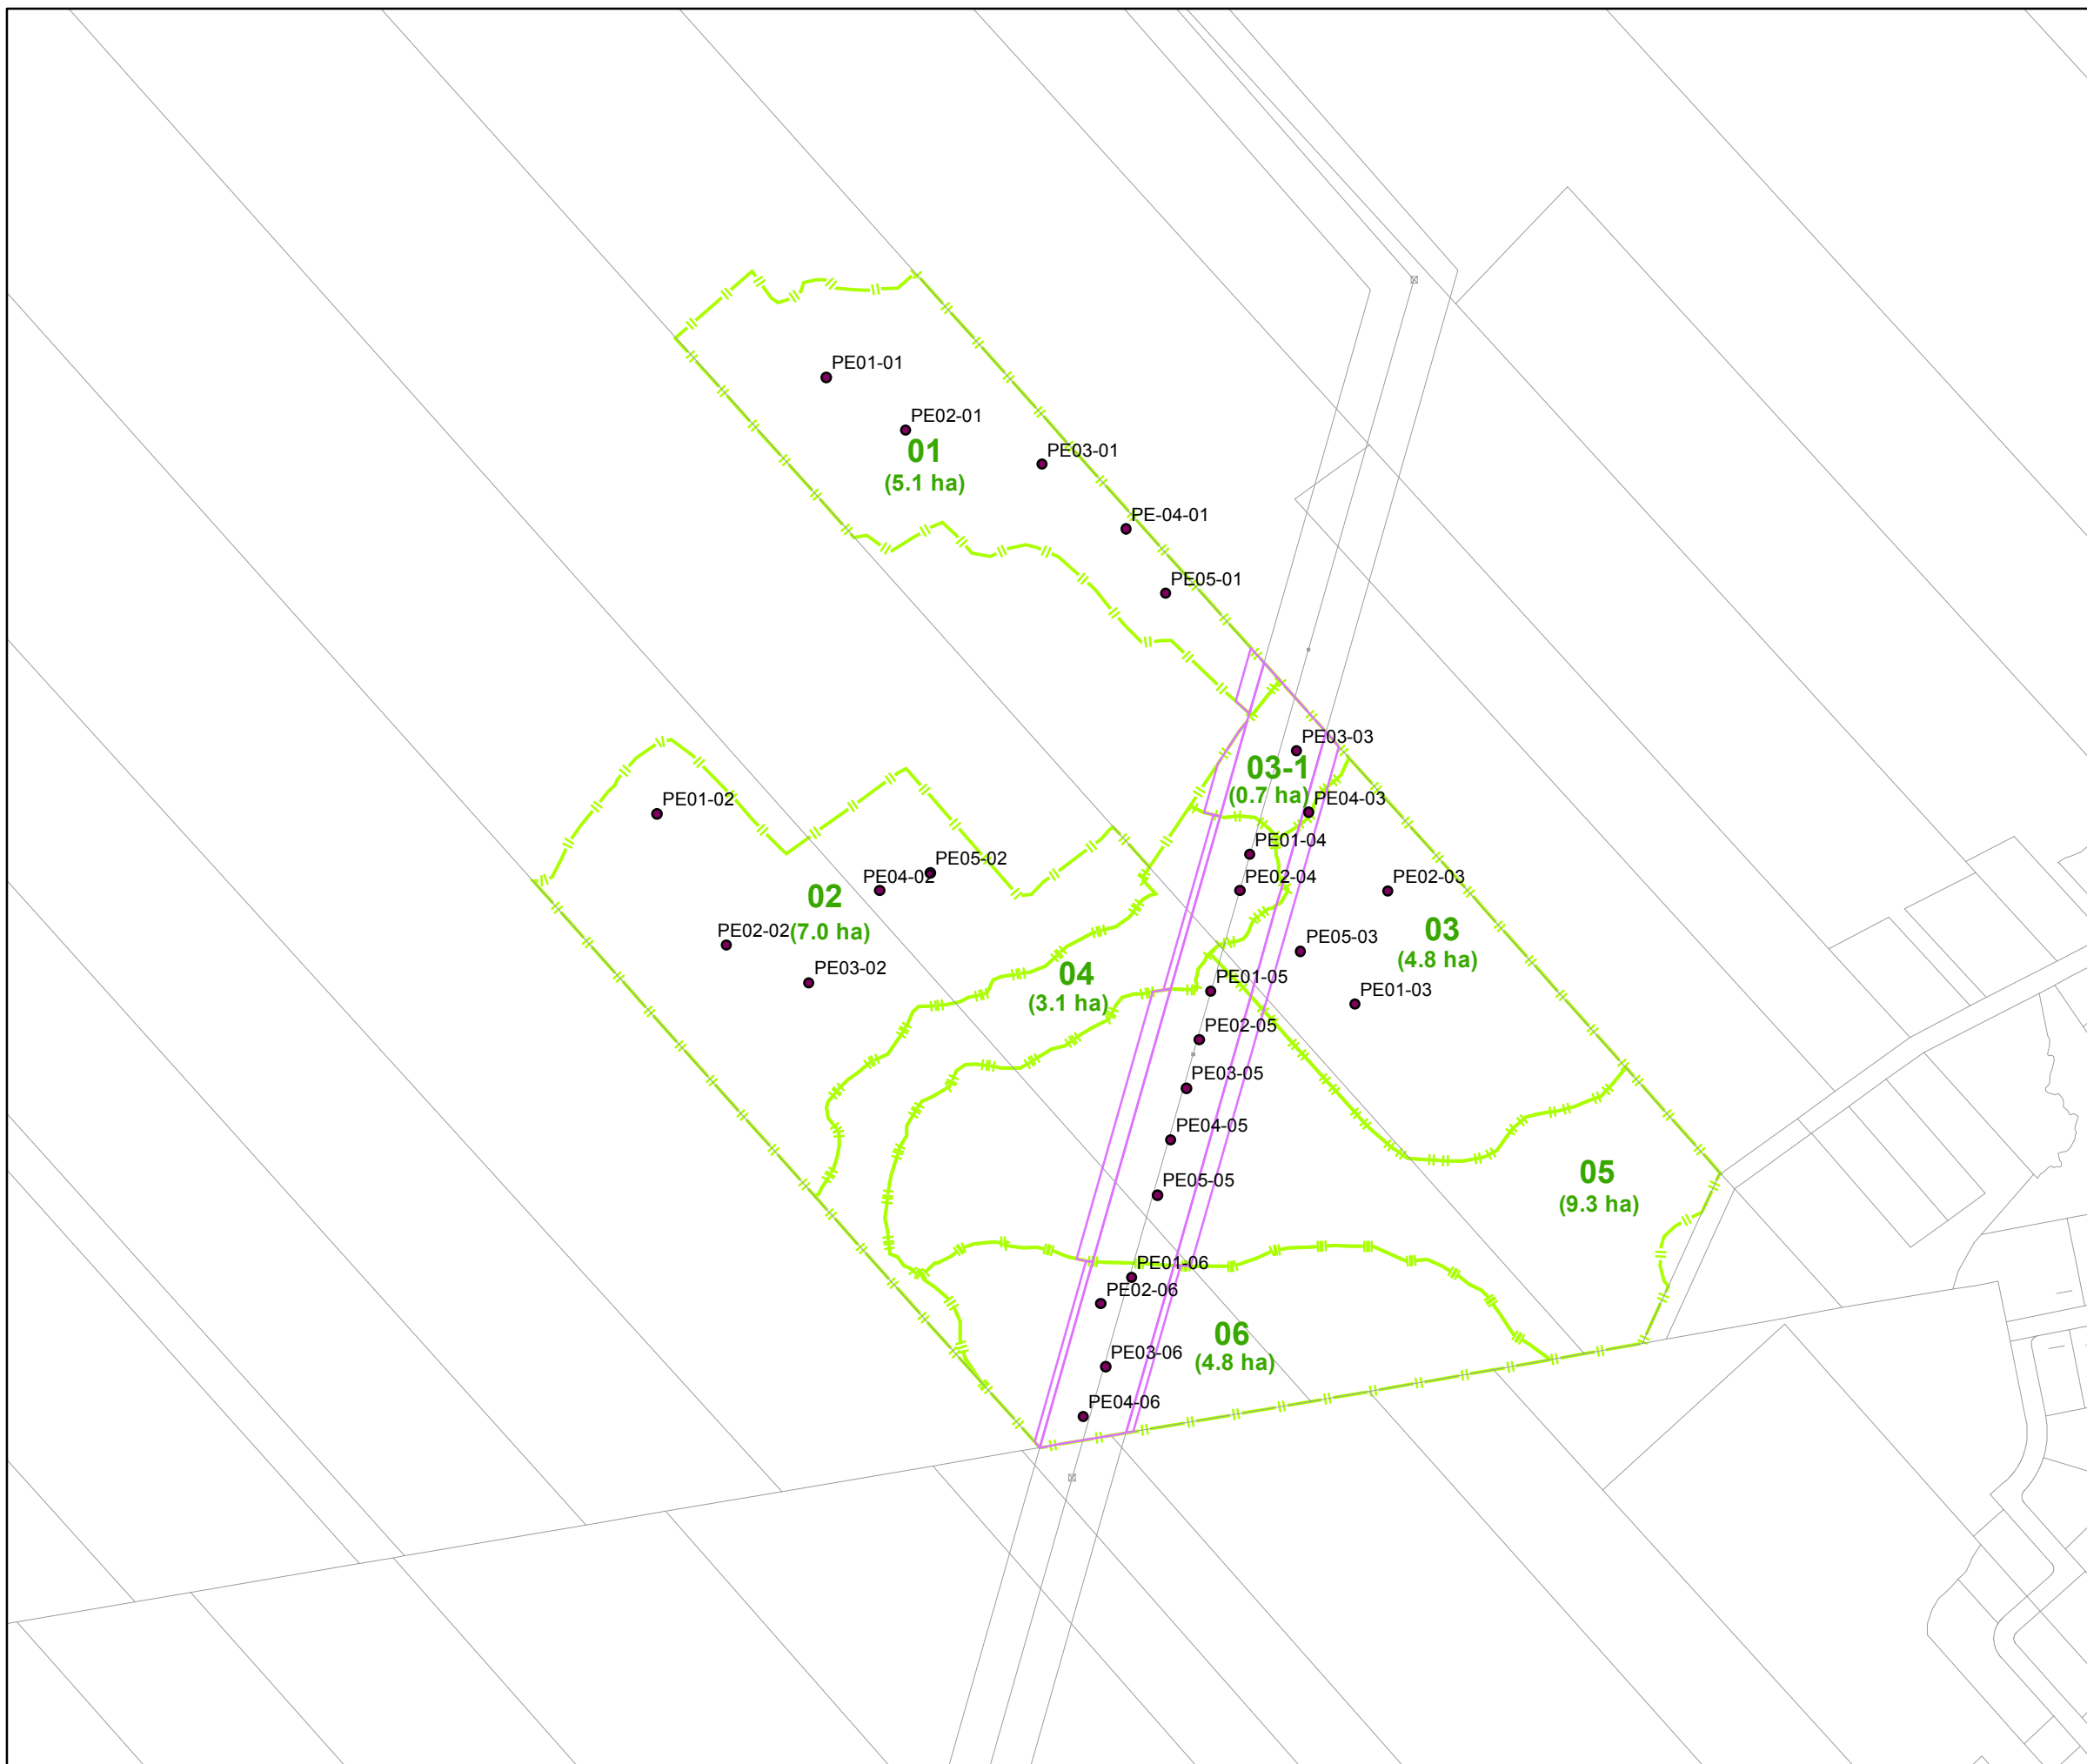 PE01-01
PE02-01
01
(5.1 ha)
PE03-01
PE-04-01
PE05-01
PE03-03
03-1
(0.7 ha)
PE04-03
PE01-02
PE01-04
PE05-02
PE04-02
PE02-04
PE02-03
02
(7.0 ha)
PE02-02
PE03-02
03
(4.8 ha)
PE05-03
04
(3.1 ha)
PE01-05
PE01-03
PE02-05
PE03-05
PE04-05
PE05-05
05
(9.3 ha)
PE01-06
PE02-06
06
(4.8 ha)
PE03-06
PE04-06